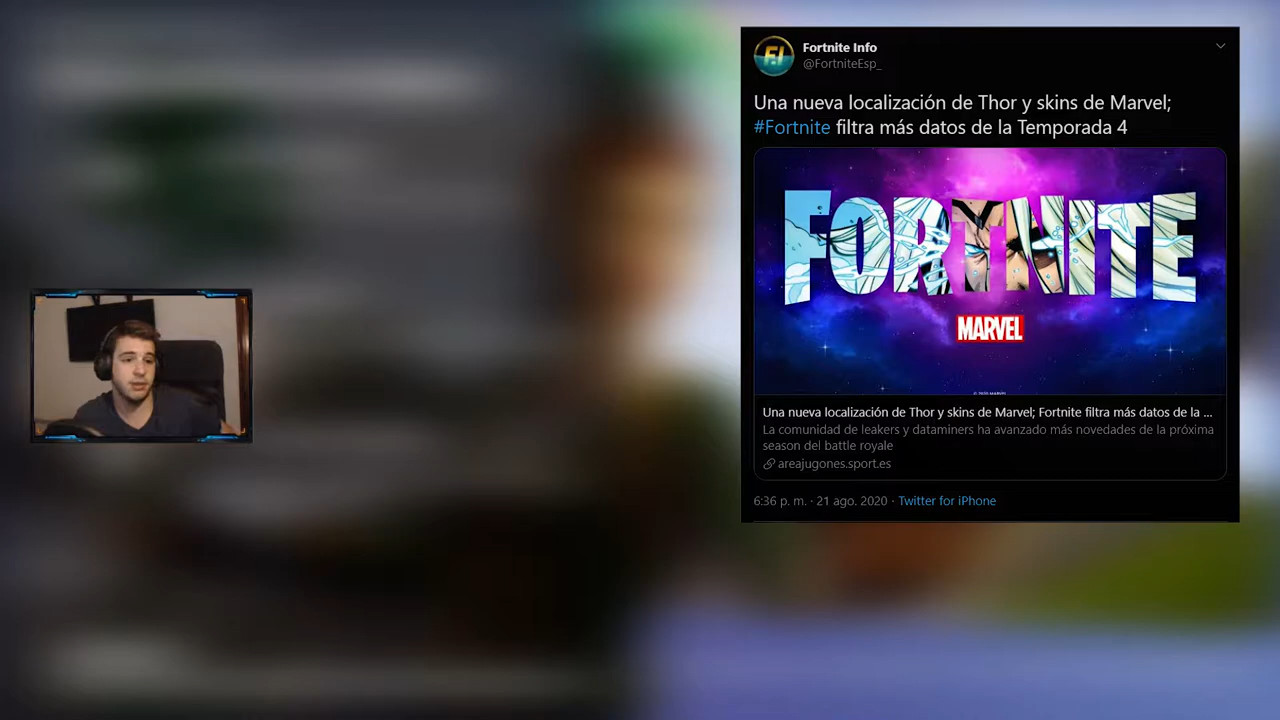 Fortnite Info
@FortniteEsp_
Una nueva localización de Thor y skins de Marvel;
#Fortnite filtra más datos de la Temporada 4
FORTNITE
MARVEL
© 2020 MARVEL
Una nueva localización de Thor y skins de Marvel; Fortnite filtra más datos de la ...
La comunidad de leakers y dataminers ha avanzado más novedades de la próxima
season del battle royale
areajugones.sport.es
6:36 p. m. · 21 ago. 2020 · Twitter for iPhone